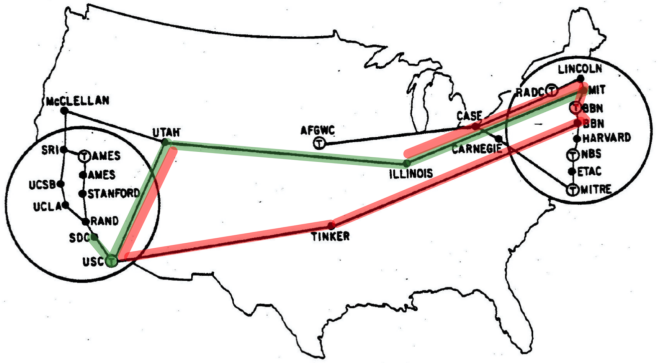 LINCOLN
MIT
RADC T
T BBN
BBN
McCLELLAN
CASE
UTAH
AFGWC
T
CARNEGIE
HARVARD
SRI
T AMES
T NBS
AMES
ILLINOIS
ETAC
UCSB
STANFORD
T MITRE
UCLA
RAND
SDC
TINKER
USC T